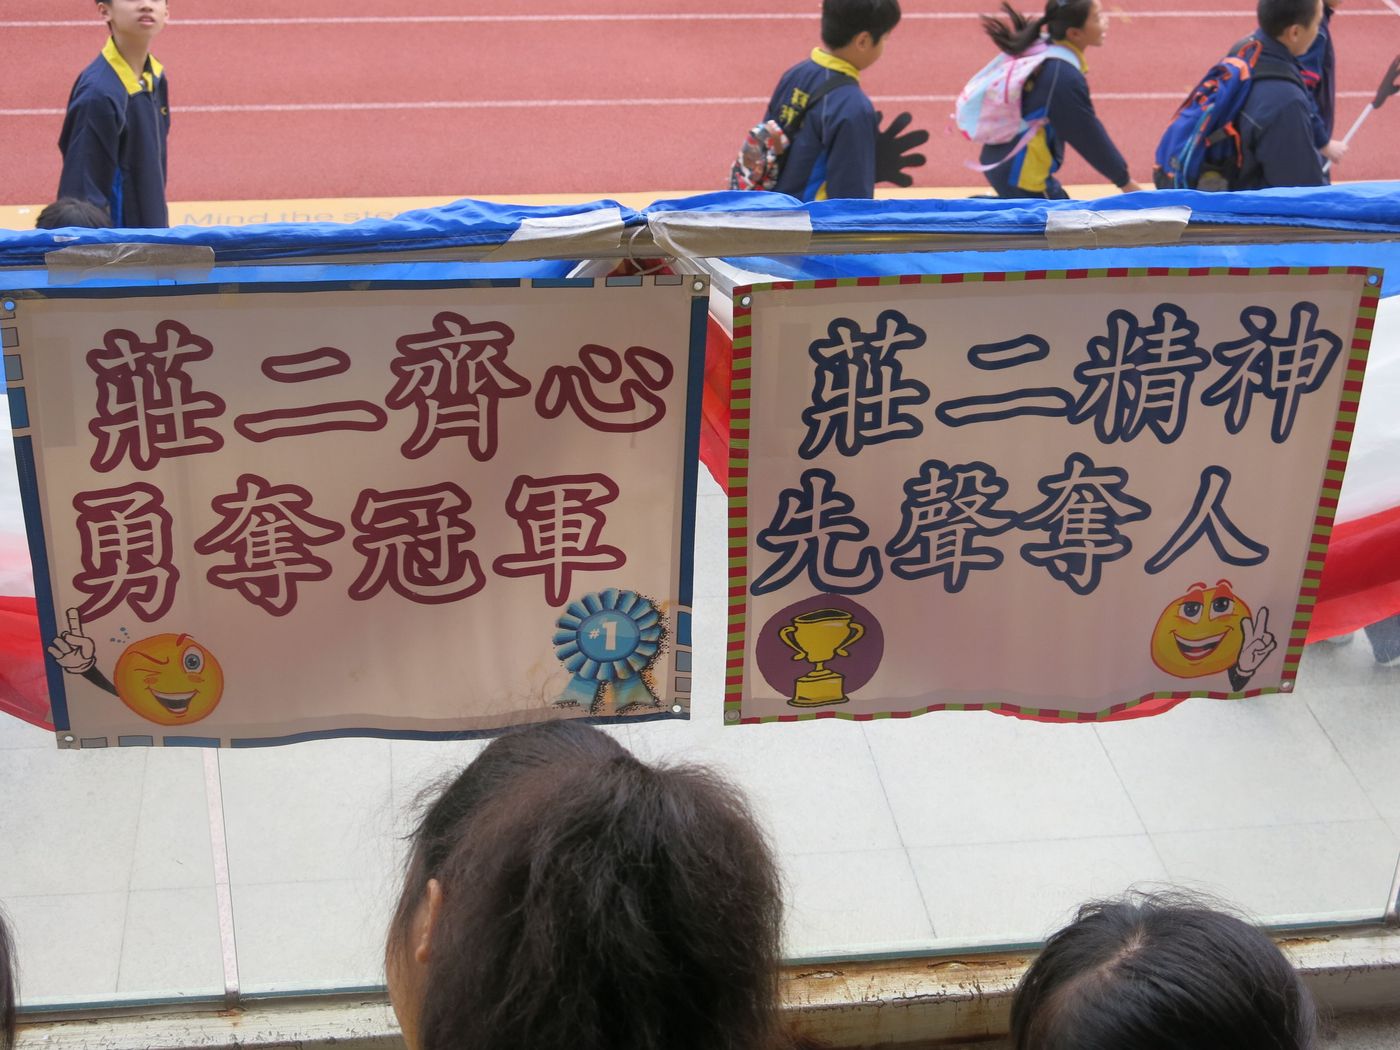 Mind the step
莊二齊心
勇奪冠軍
#1
莊二精神
先聲奪人